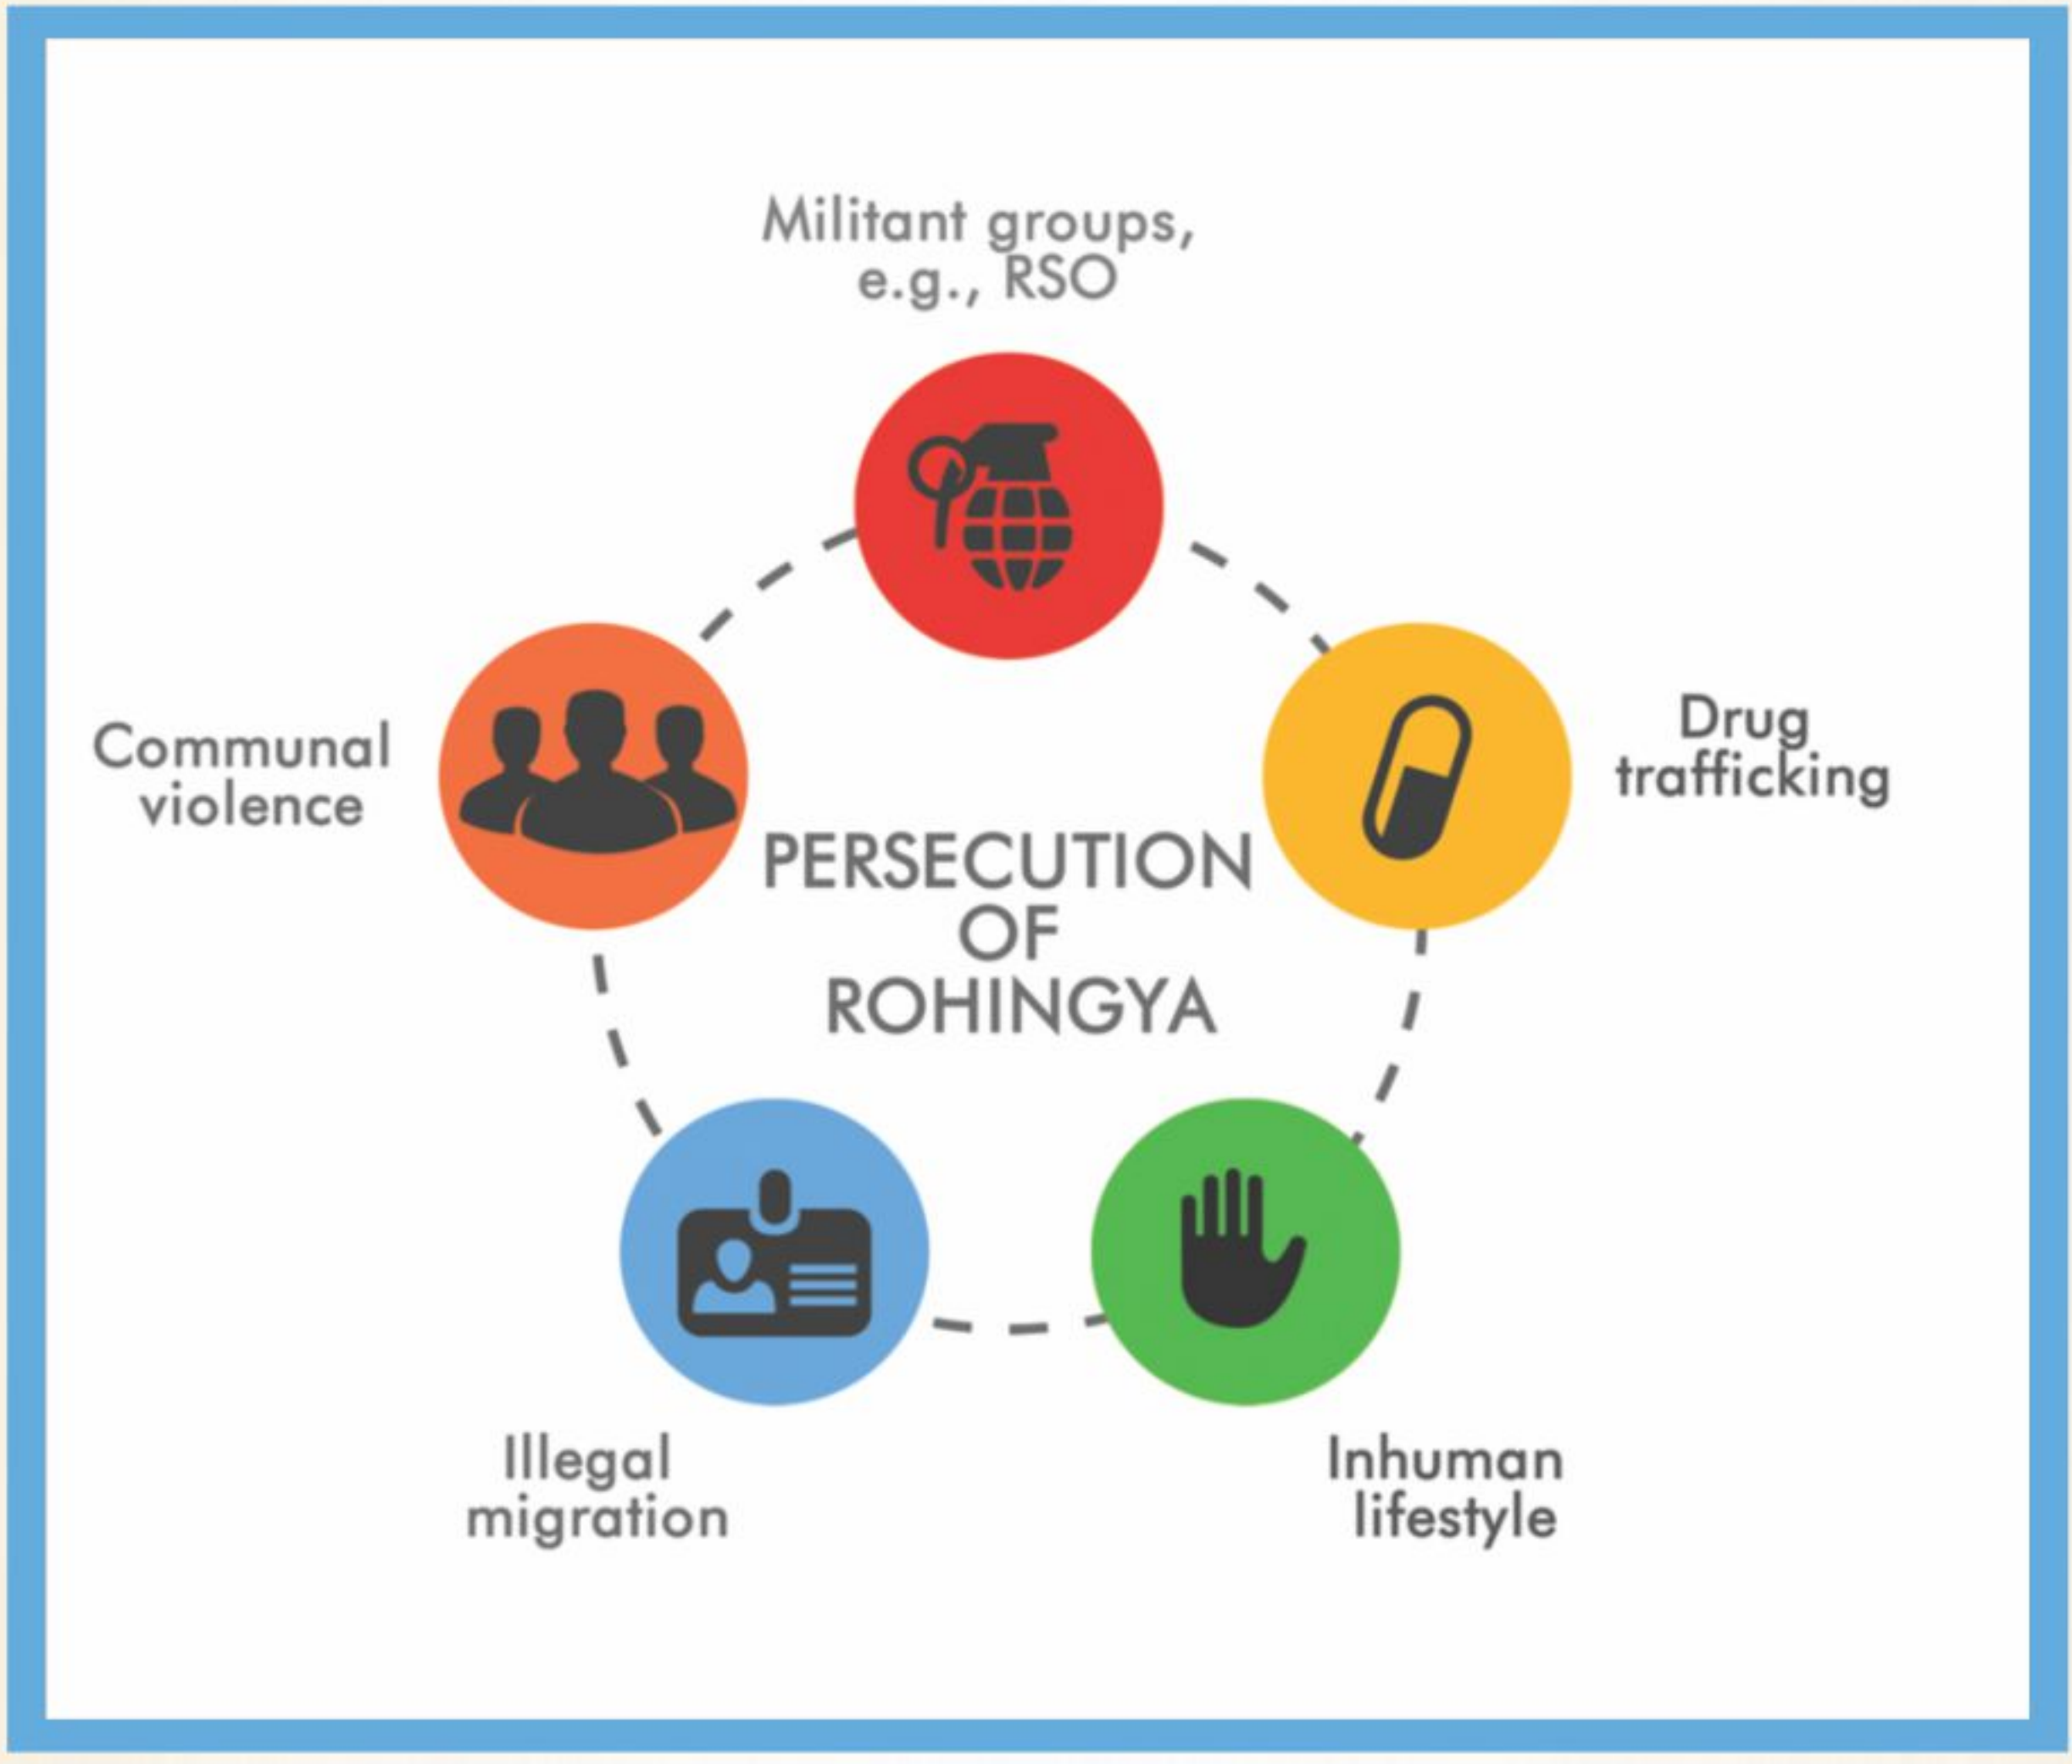 Militant groups,
e.g., RSO
Communal
violence
Drug
trafficking
PERSECUTION
OF
ROHINGYA
Illegal
migration
Inhuman
lifestyle